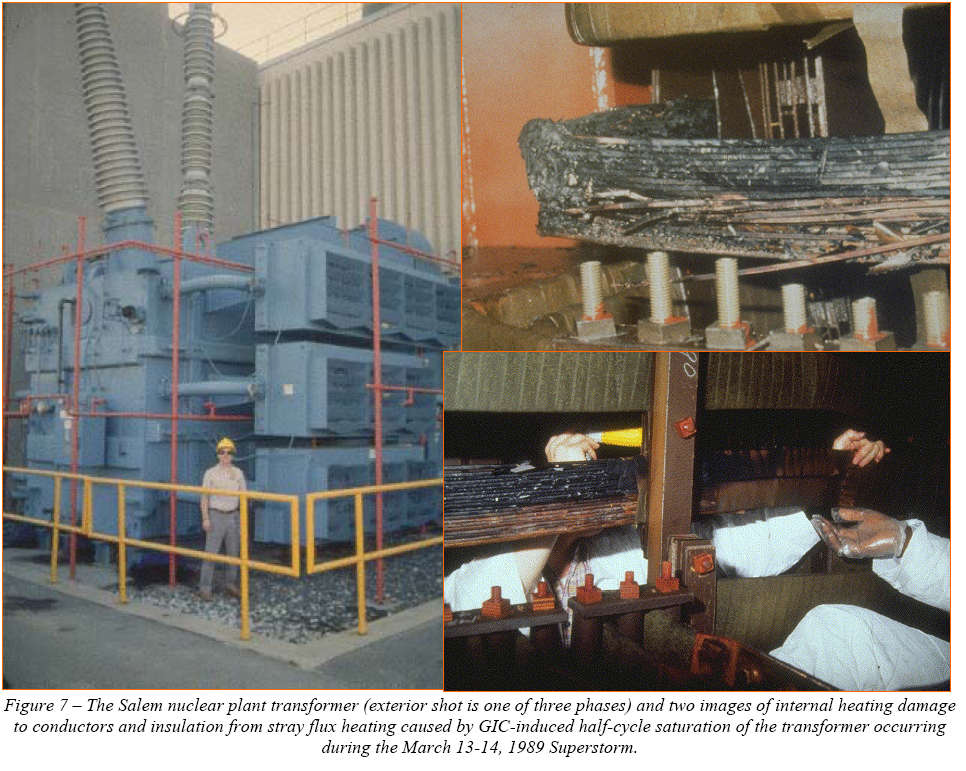 90
Figure 7 – The Salem nuclear plant transformer (exterior shot is one of three phases) and two images of internal heating damage
to conductors and insulation from stray flux heating caused by GIC-induced half-cycle saturation of the transformer occurring
during the March 13-14, 1989 Superstorm.